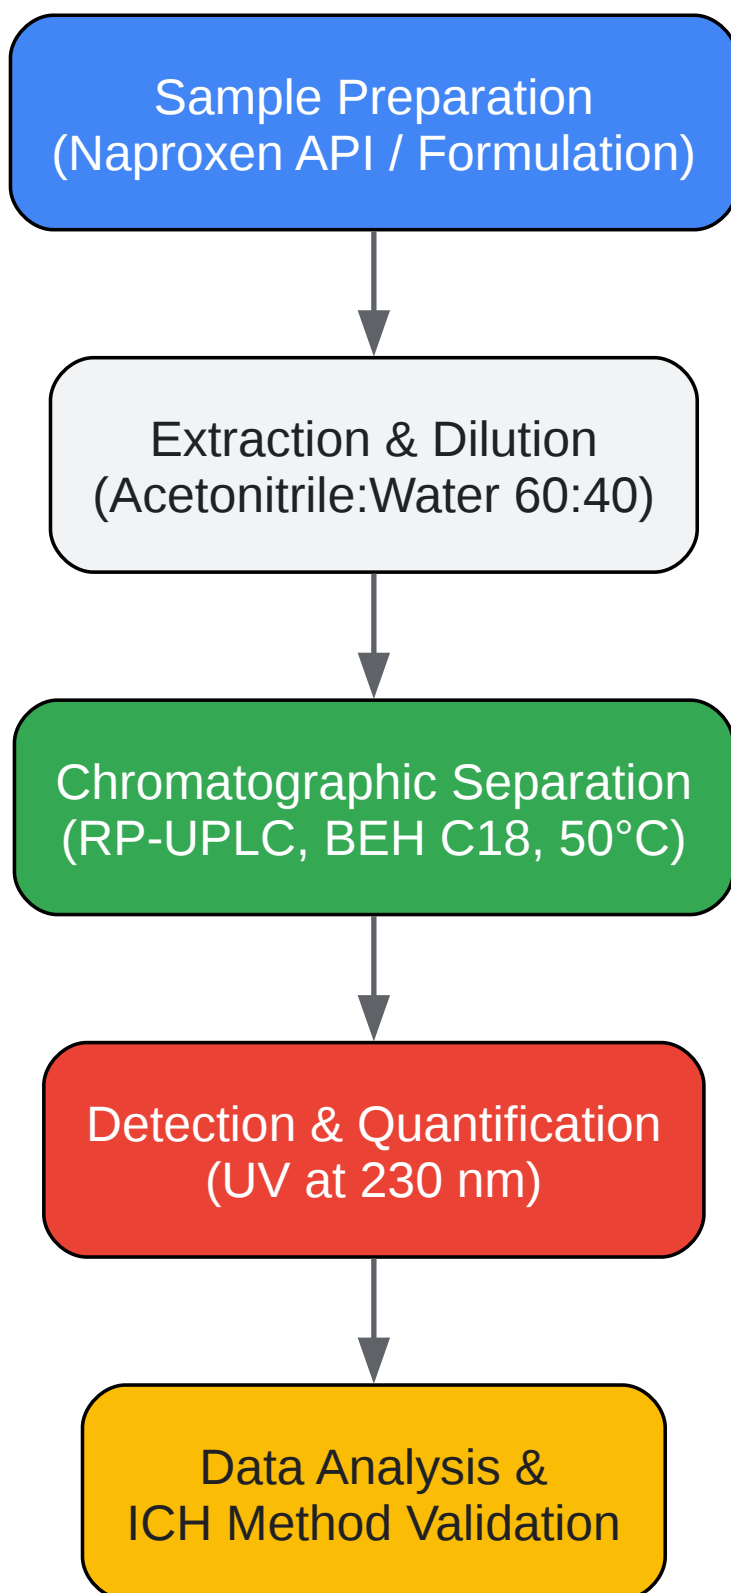 Sample Preparation
(Naproxen API / Formulation)
Extraction & Dilution
(Acetonitrile:Water 60:40)
Chromatographic Separation
(RP-UPLC, BEH C18, 50°C)
Detection & Quantification
(UV at 230 nm)
Data Analysis &
ICH Method Validation